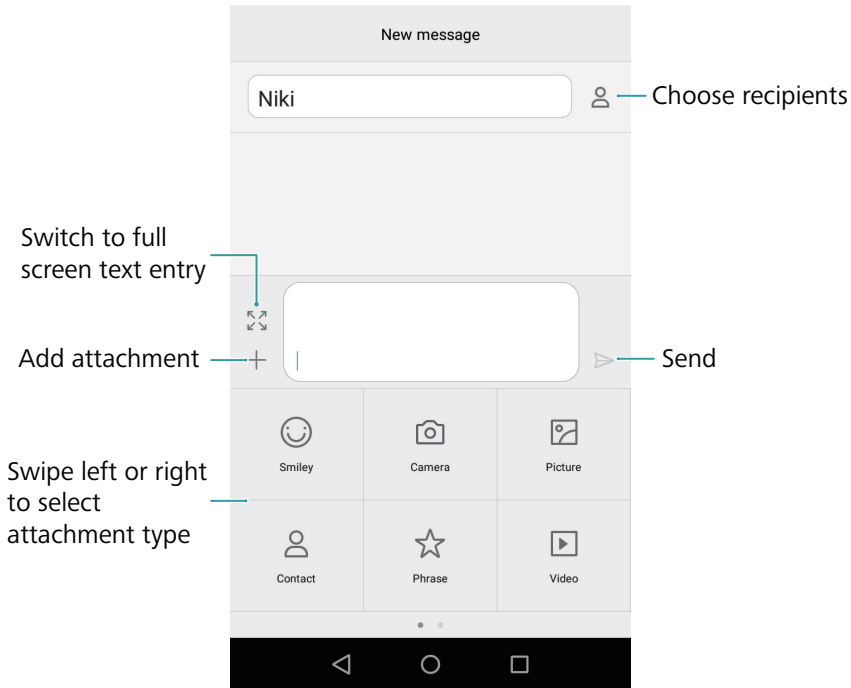 New message
Niki
Choose recipients
Switch to full
screen text entry
Add attachment
Send
Smiley
Camera
Picture
Swipe left or right
to select
attachment type
Contact
Phrase
Video